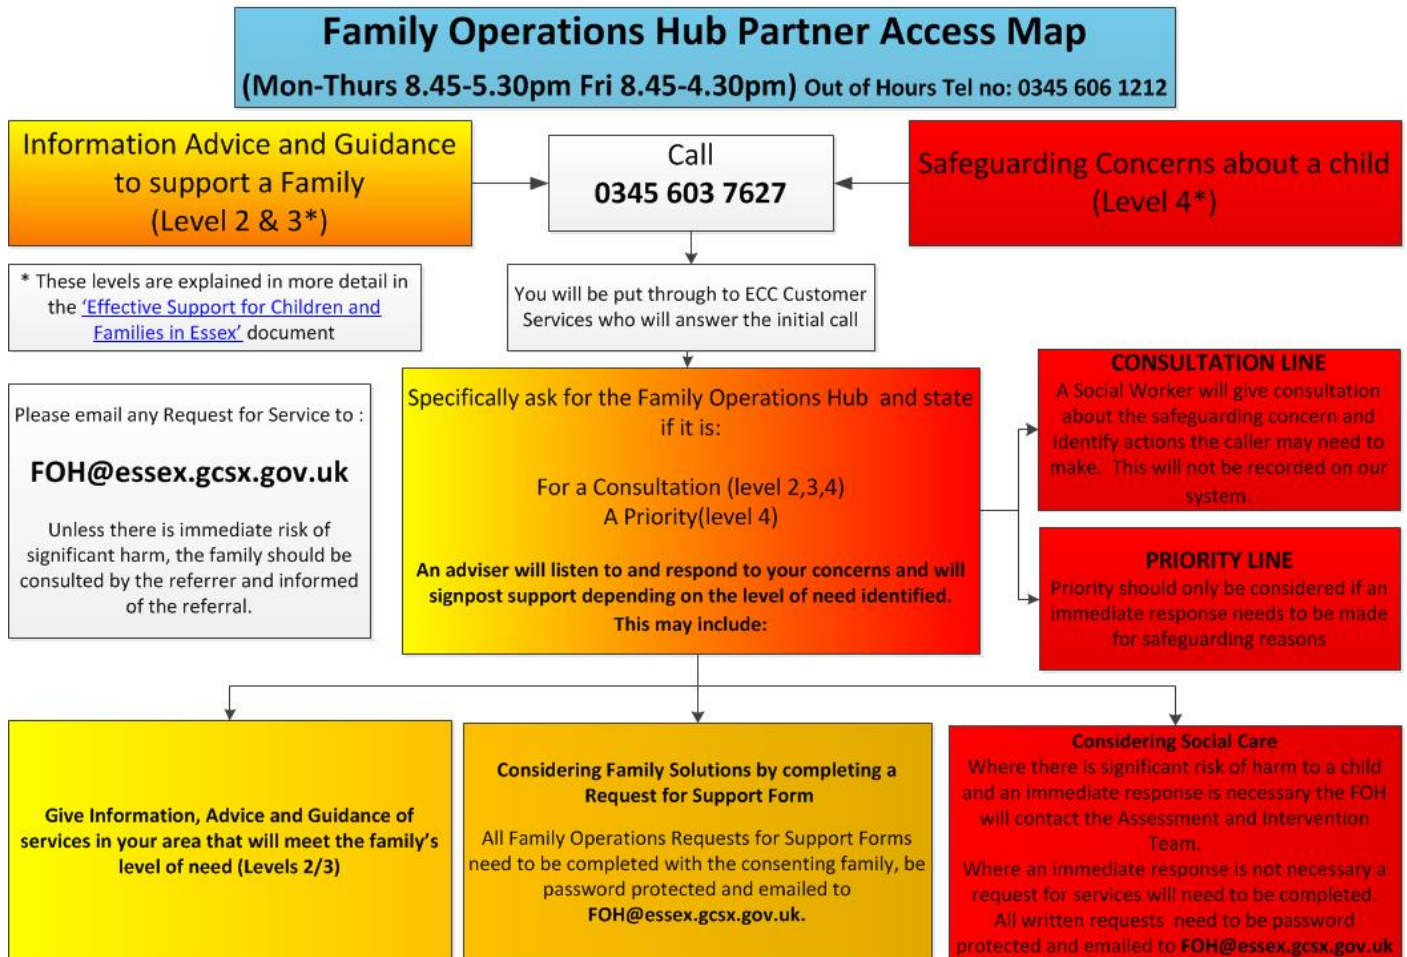 Family Operations Hub Partner Access Map
(Mon-Thurs 8.45-5.30pm Fri 8.45-4.30pm) Out of Hours Tel no: 0345 606 1212
Information Advice and Guidance
to support a Family
(Level 2 & 3*)
Call
0345 603 7627
Safeguarding Concerns about a child
(Level 4*)
* These levels are explained in more detail in
the ‘Effective Support for Children and
Families in Essex’ document
You will be put through to ECC Customer
Services who will answer the initial call
Please email any Request for Service to :
FOH@essex.gcsx.gov.uk
Unless there is immediate risk of
significant harm, the family should be
consulted by the referrer and informed
of the referral.
Specifically ask for the Family Operations Hub and state
if it is:
For a Consultation (level 2,3,4)
A Priority(level 4)
An adviser will listen to and respond to your concerns and will
signpost support depending on the level of need identified.
This may include:
CONSULTATION LINE
A Social Worker will give consultation
about the safeguarding concern and
identify actions the caller may need to
make. This will not be recorded on our
system.
PRIORITY LINE
Priority should only be considered if an
immediate response needs to be made
for safeguarding reasons
Give Information, Advice and Guidance of
services in your area that will meet the family’s
level of need (Levels 2/3)
Considering Family Solutions by completing a
Request for Support Form
All Family Operations Requests for Support Forms
need to be completed with the consenting family, be
password protected and emailed to
FOH@essex.gcsx.gov.uk.
Considering Social Care
Where there is significant risk of harm to a child
and an immediate response is necessary the FOH
will contact the Assessment and Intervention
Team.
Where an immediate response is not necessary a
request for services will need to be completed.
All written requests need to be password
protected and emailed to FOH@essex.gcsx.gov.uk